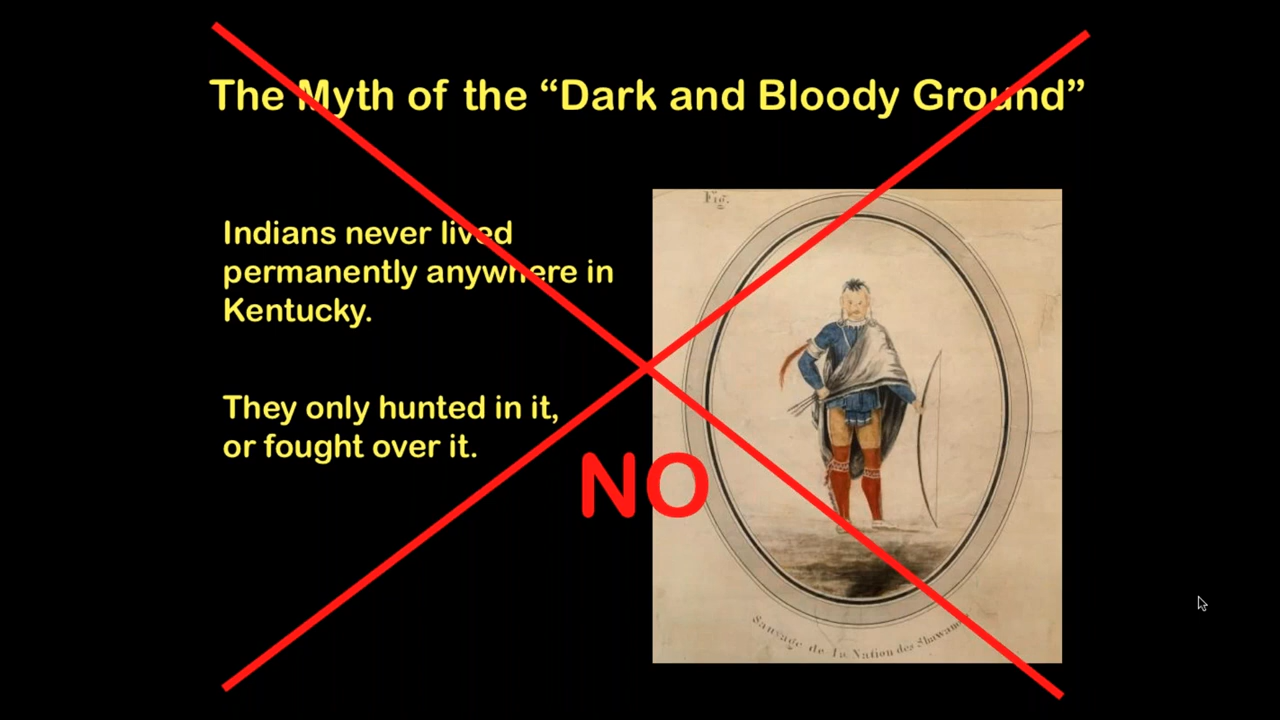 The Myth of the “Dark and Bloody Ground”
Indians never lived
permanently anywhere in
Kentucky.
They only hunted in it,
or fought over it.
NO
Fig.
Sauvage de la Nation des Shawanoes